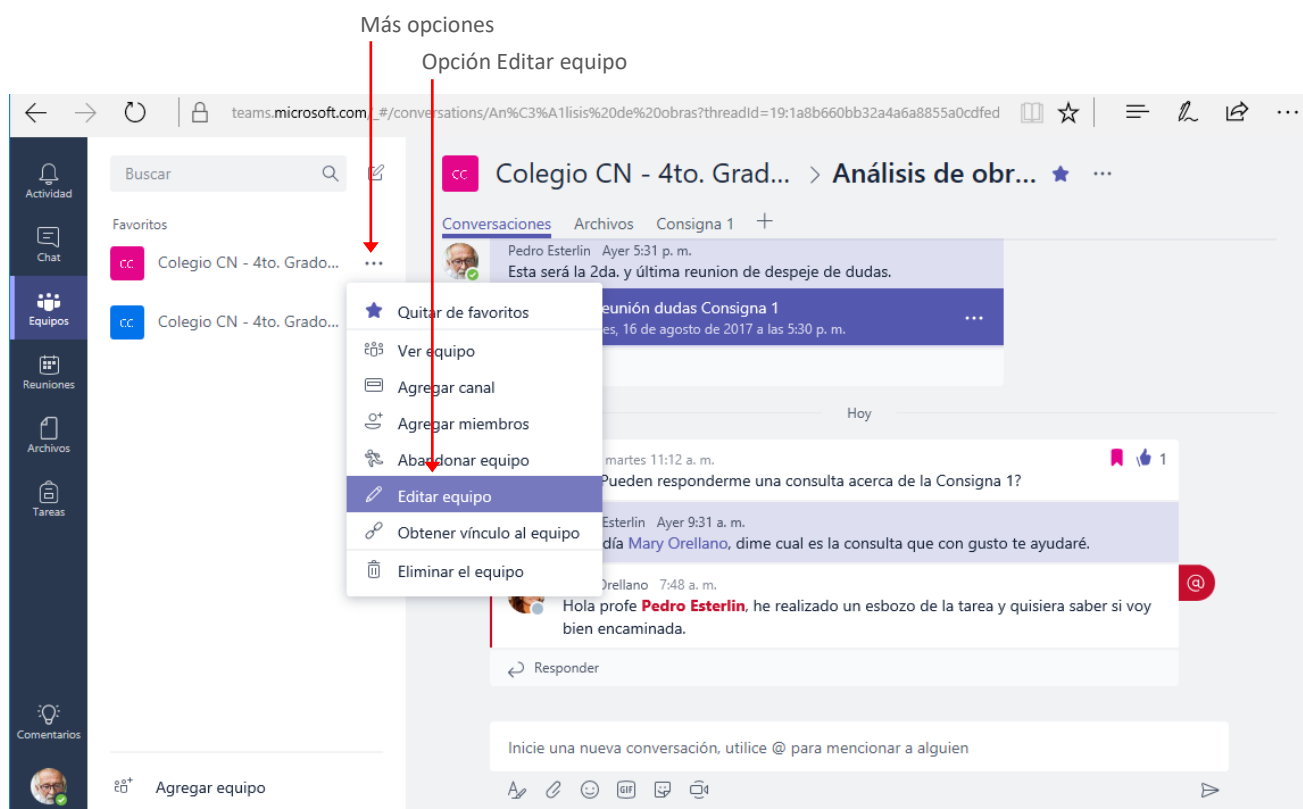 Más opciones
Opción Editar equipo
teams.microsoft.com/_#/conversations/An%C3%A1lisis%20de%20obras?threadId=19:1a8b660bb32a4a6a8855a0cdfed
Actividad
Chat
Equipos
Reuniones
Archivos
Tareas
Comentarios
Buscar
Favoritos
CC Colegio CN - 4to. Grado... ...
CC Colegio CN - 4to. Grado...
Quitar de favoritos
Ver equipo
Agregar canal
Agregar miembros
Abandonar equipo
Editar equipo
Obtener vínculo al equipo
Eliminar el equipo
Agregar equipo
CC Colegio CN - 4to. Grad... > Análisis de obr... ...
Conversaciones Archivos Consigna 1 +
Pedro Esterlin Ayer 5:31 p. m.
Esta será la 2da. y última reunion de despeje de dudas.
eunión dudas Consigna 1
es, 16 de agosto de 2017 a las 5:30 p. m.
Hoy
martes 11:12 a. m. 1
Pueden responderme una consulta acerca de la Consigna 1?
Esterlin Ayer 9:31 a. m.
día Mary Orellano, dime cual es la consulta que con gusto te ayudaré.
Orellano 7:48 a. m.
@
Hola profe Pedro Esterlin, he realizado un esbozo de la tarea y quisiera saber si voy
bien encaminada.
Responder
Inicie una nueva conversación, utilice @ para mencionar a alguien
GIF